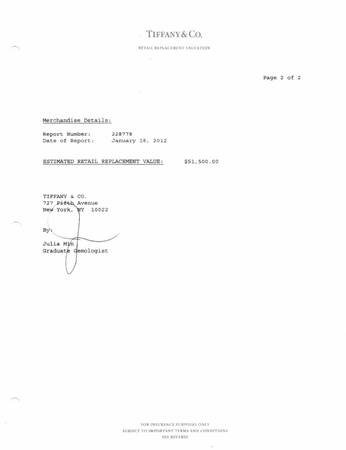 TIFFANY & CO.
RETAIL REPLACEMENT VALUATION
Page 2 of 2
Merchandise Details:
Report Number: 228778
Date of Report: January 18, 2012
ESTIMATED RETAIL REPLACEMENT VALUE: $51,500.00
TIFFANY & CO.
727 Fifth Avenue
New York, NY 10022
By:
Julia Min
Graduate Gemologist
FOR INSURANCE PURPOSES ONLY
SUBJECT TO IMPORTANT TERMS AND CONDITIONS
SEE REVERSE